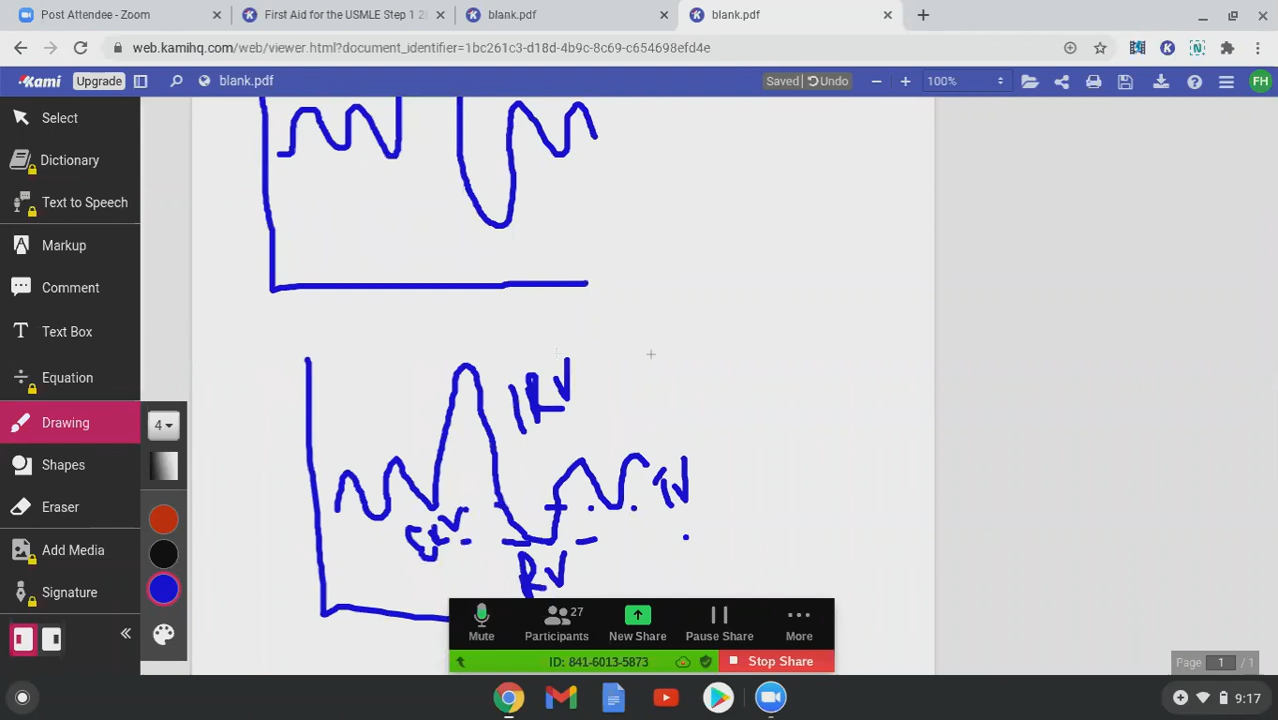 Post Attendee - Zoom
First Aid for the USMLE Step 1 2
blank.pdf
blank.pdf
web.kamihq.com/web/viewer.html?document_identifier=1bc261c3-d18d-4b9c-8c69-c654698efd4e
Kami Upgrade blank.pdf Saved Undo 100% FH
Select
Dictionary
Text to Speech
Markup
Comment
Text Box
Equation
Drawing
4
Shapes
Eraser
Add Media
Signature
IRV
TV
ERV
RV
27
Mute Participants New Share Pause Share More
ID: 841-6013-5873 Stop Share
Page 1 / 1
9:17